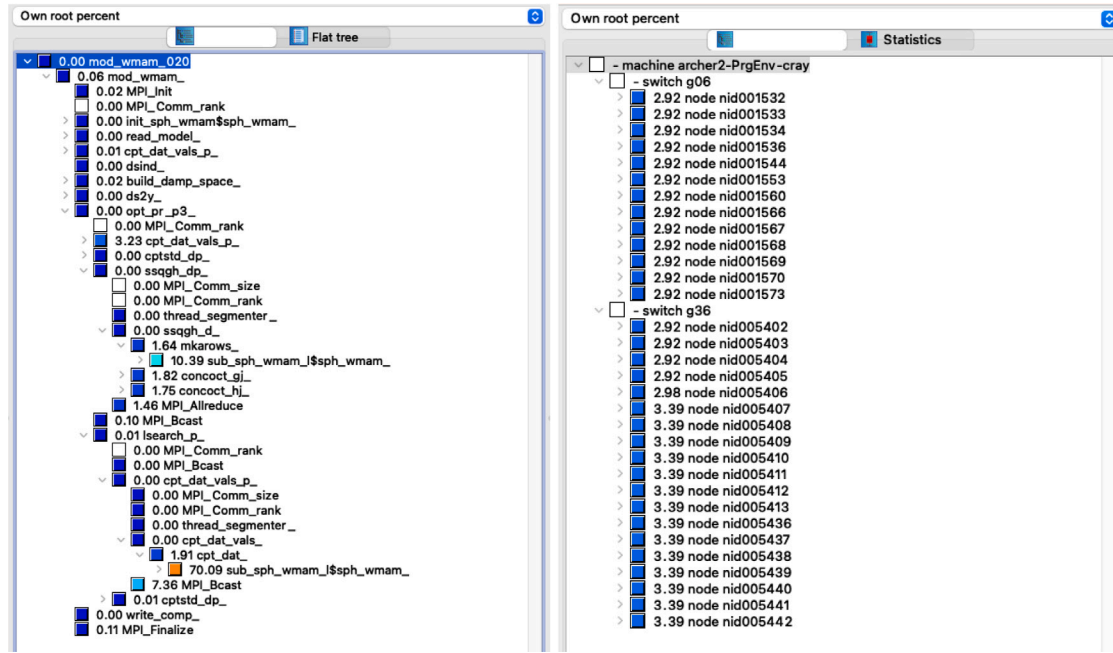 Own root percent
Flat tree
0.00 mod_wmam_020
0.06 mod_wmam_
0.02 MPI_Init
0.00 MPI_Comm_rank
0.00 init_sph_wmam$sph_wmam_
0.00 read_model_
0.01 cpt_dat_vals_p_
0.00 dsind_
0.02 build_damp_space_
0.00 ds2y_
0.00 opt_pr_p3_
0.00 MPI_Comm_rank
3.23 cpt_dat_vals_p_
0.00 cptstd_dp_
0.00 ssqgh_dp_
0.00 MPI_Comm_size
0.00 MPI_Comm_rank
0.00 thread_segmenter_
0.00 ssqgh_d_
1.64 mkarows_
10.39 sub_sph_wmam_l$sph_wmam_
1.82 concoct_gj_
1.75 concoct_hj_
1.46 MPI_Allreduce
0.10 MPI_Bcast
0.01 lsearch_p_
0.00 MPI_Comm_rank
0.00 MPI_Bcast
0.00 cpt_dat_vals_p_
0.00 MPI_Comm_size
0.00 MPI_Comm_rank
0.00 thread_segmenter_
0.00 cpt_dat_vals_
1.91 cpt_dat_
70.09 sub_sph_wmam_l$sph_wmam_
7.36 MPI_Bcast
0.01 cptstd_dp_
0.00 write_comp_
0.11 MPI_Finalize
Own root percent
Statistics
- machine archer2-PrgEnv-cray
- switch g06
2.92 node nid001532
2.92 node nid001533
2.92 node nid001534
2.92 node nid001536
2.92 node nid001544
2.92 node nid001553
2.92 node nid001560
2.92 node nid001566
2.92 node nid001567
2.92 node nid001568
2.92 node nid001569
2.92 node nid001570
2.92 node nid001573
- switch g36
2.92 node nid005402
2.92 node nid005403
2.92 node nid005404
2.92 node nid005405
2.98 node nid005406
3.39 node nid005407
3.39 node nid005408
3.39 node nid005409
3.39 node nid005410
3.39 node nid005411
3.39 node nid005412
3.39 node nid005413
3.39 node nid005436
3.39 node nid005437
3.39 node nid005438
3.39 node nid005439
3.39 node nid005440
3.39 node nid005441
3.39 node nid005442